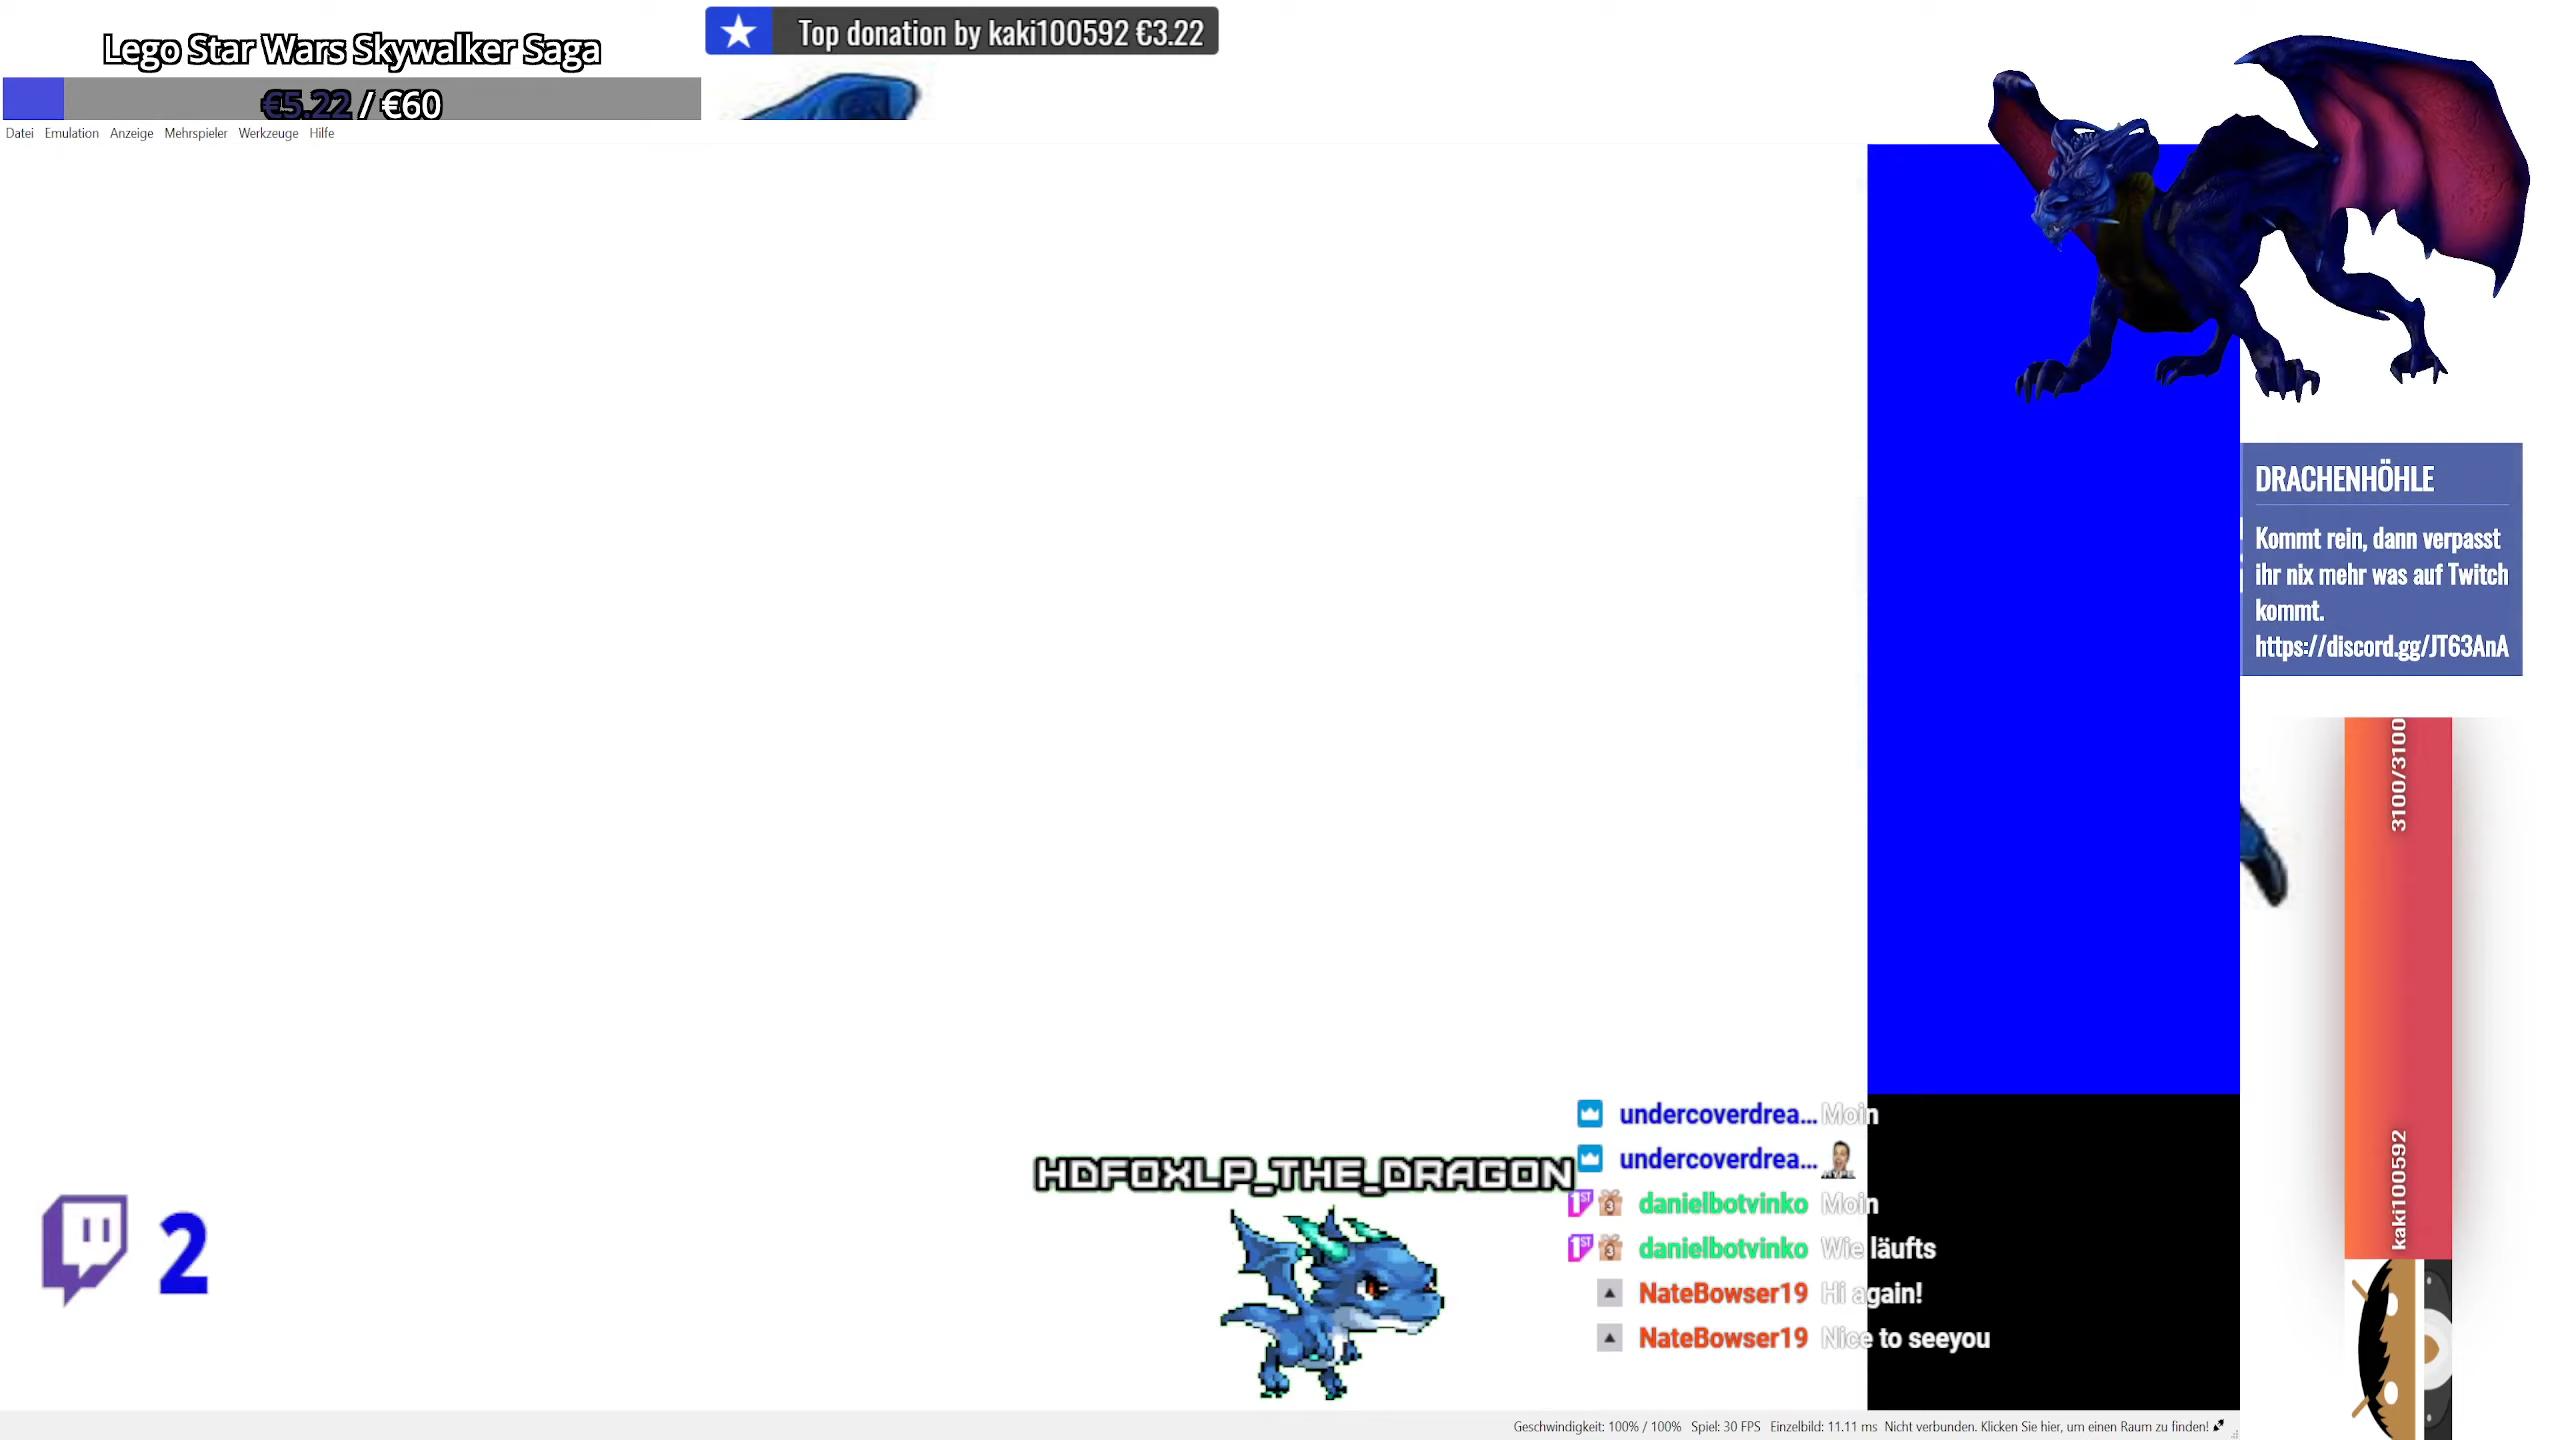 Lego Star Wars Skywalker Saga
€5.22 / €60
Top donation by kaki100592 €3.22
Datei Emulation Anzeige Mehrspieler Werkzeuge Hilfe
DRACHENHÖHLE
Kommt rein, dann verpasst
ihr nix mehr was auf Twitch
kommt.
https://discord.gg/JT63AnA
3100/3100
kaki100592
undercoverdrea... Moin
undercoverdrea...
HDFOXLP_THE_DRAGON
1ST 3 danielbotvinko Moin
1ST 3 danielbotvinko Wie läufts
NateBowser19 Hi again!
NateBowser19 Nice to seeyou
2
Geschwindigkeit: 100% / 100% Spiel: 30 FPS Einzelbild: 11.11 ms Nicht verbunden. Klicken Sie hier, um einen Raum zu finden!